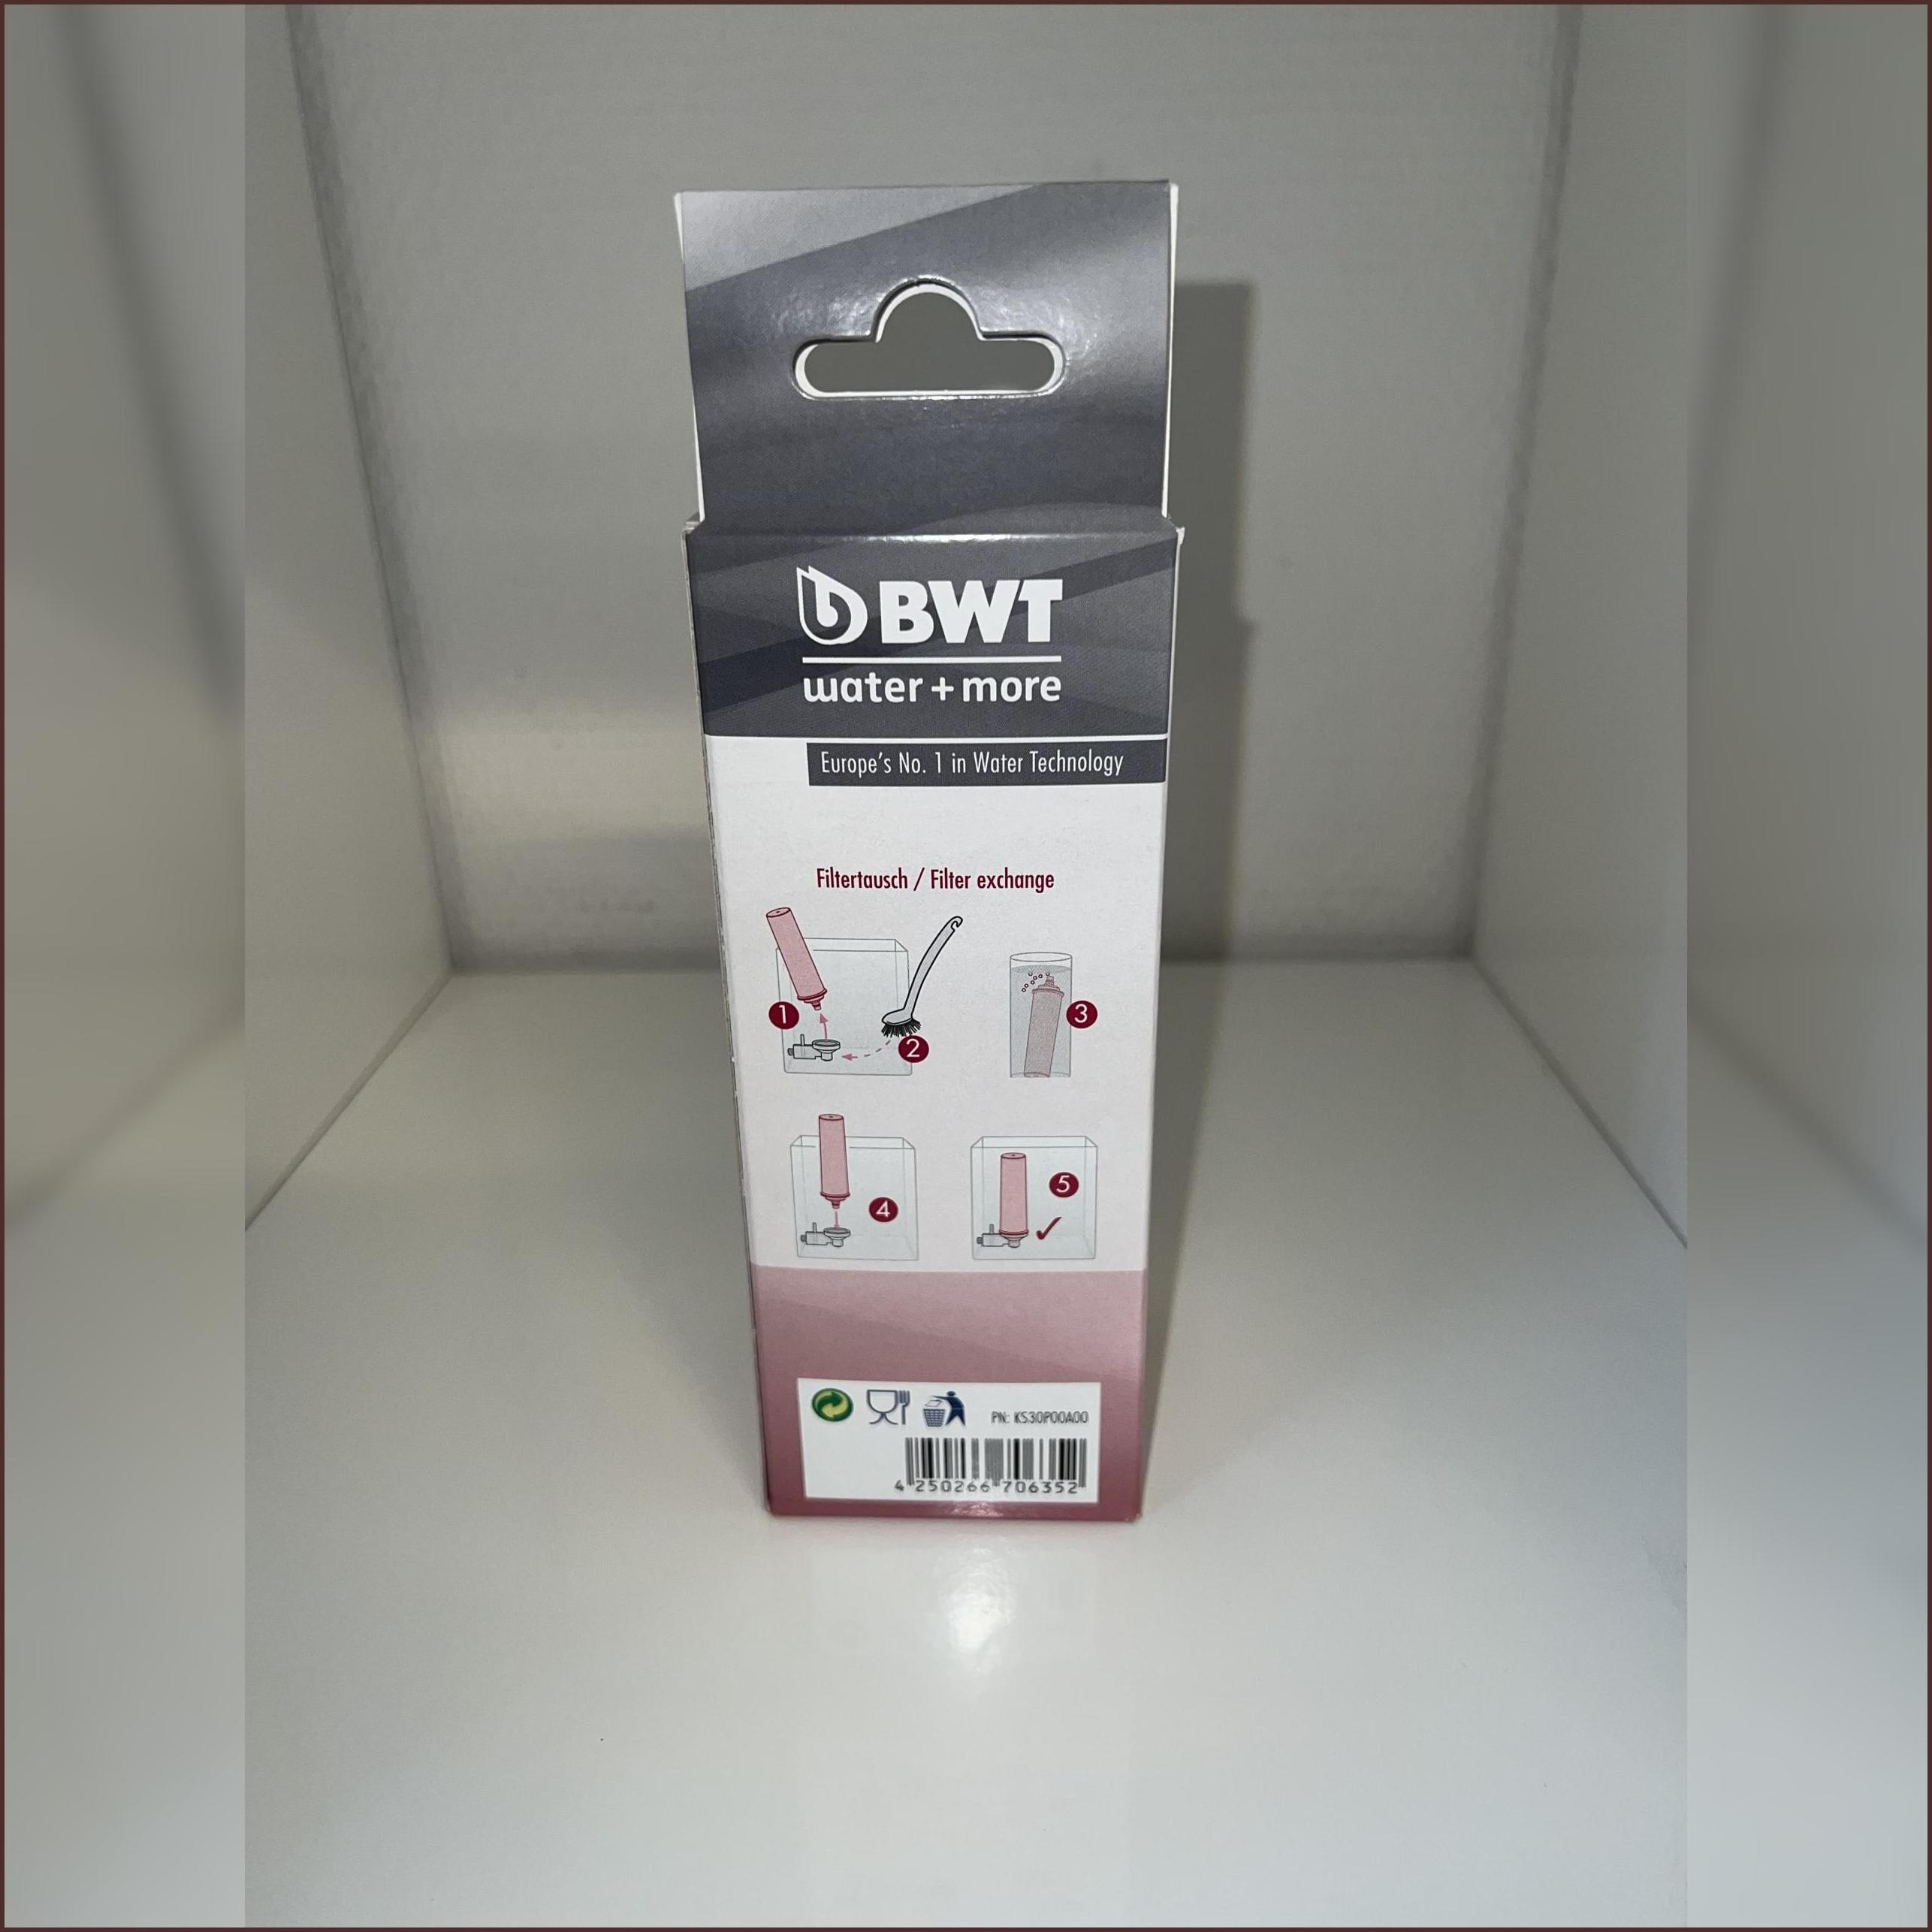 BWT
water + more
Europe's No. 1 in Water Technology
Filtertausch / Filter exchange
1
2
3
4
5
PN: KS30P00A00
4 250266 706352